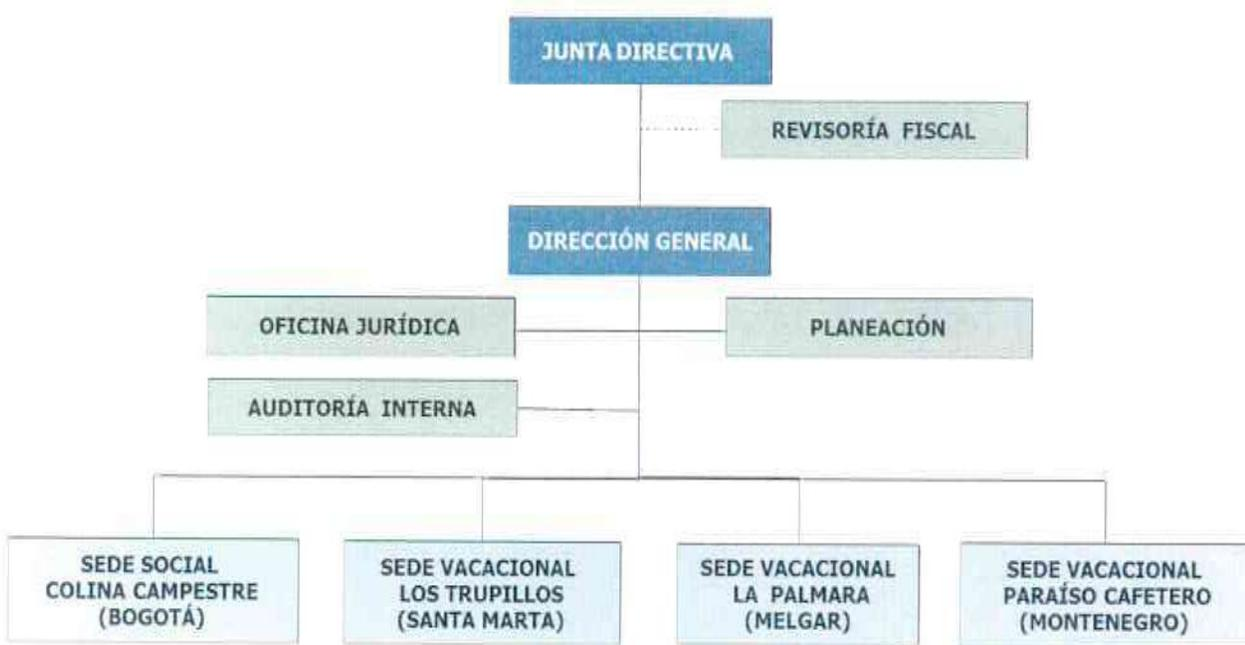 JUNTA DIRECTIVA
REVISORÍA FISCAL
DIRECCIÓN GENERAL
OFICINA JURÍDICA
PLANEACIÓN
AUDITORÍA INTERNA
SEDE SOCIAL
COLINA CAMPESTRE
(BOGOTÁ)
SEDE VACACIONAL
LOS TRUPILLOS
(SANTA MARTA)
SEDE VACACIONAL
LA PALMARA
(MELGAR)
SEDE VACACIONAL
PARAÍSO CAFETERO
(MONTENEGRO)